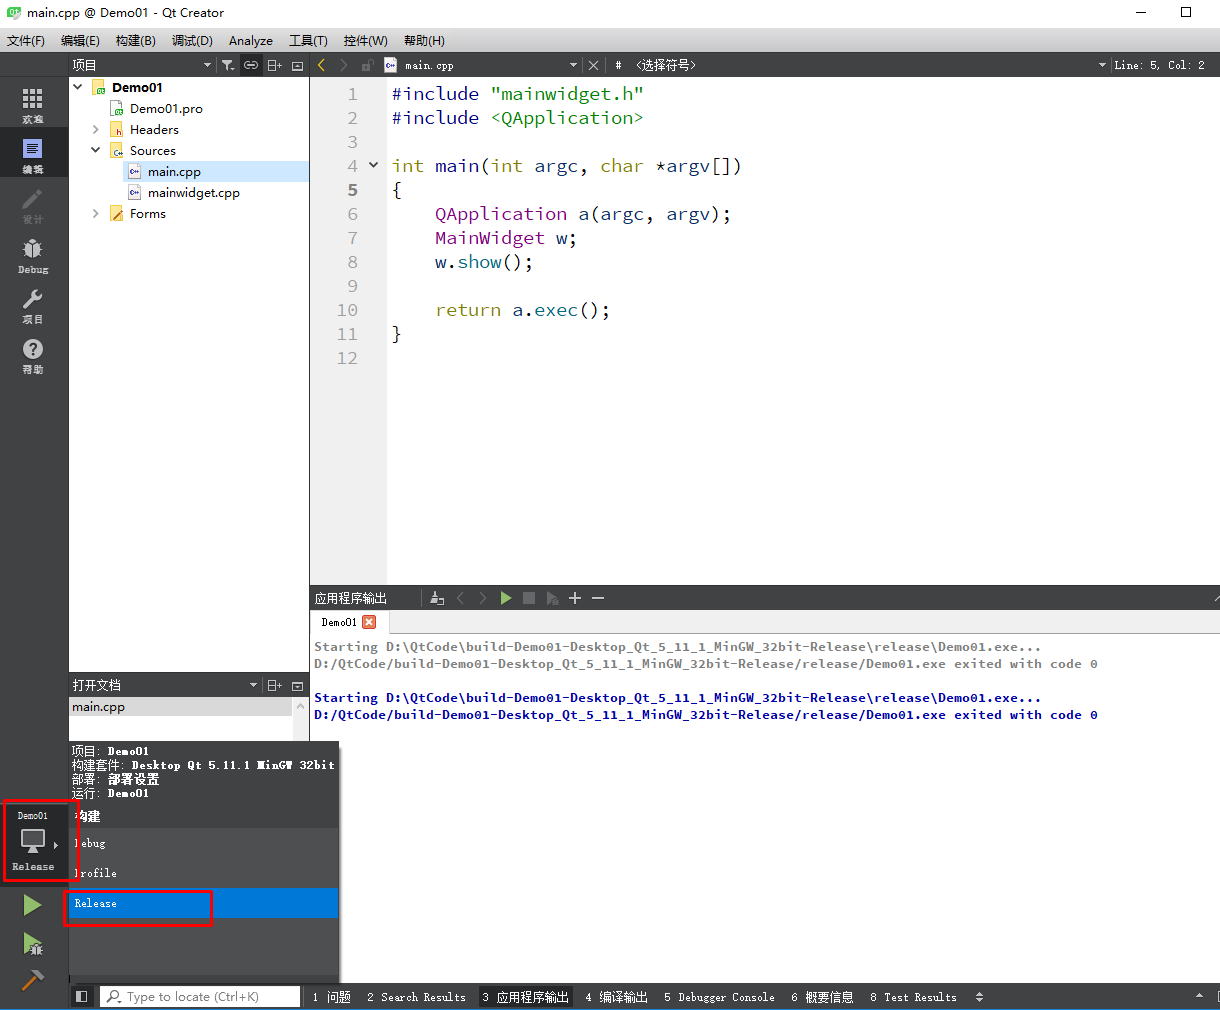 main.cpp @ Demo01 - Qt Creator
文件(F) 编辑(E) 构建(B) 调试(D) Analyze 工具(T) 控件(W) 帮助(H)
项目
main.cpp
# <选择符号>
Line: 5, Col: 2
欢迎
编辑
设计
Debug
项目
帮助
Demo01
Demo01.pro
Headers
Sources
main.cpp
mainwidget.cpp
Forms
1 #include "mainwidget.h"
2 #include <QApplication>
3
4 int main(int argc, char *argv[])
5 {
6 QApplication a(argc, argv);
7 MainWidget w;
8 w.show();
9
10 return a.exec();
11 }
12
应用程序输出
Demo01
Starting D:\QtCode\build-Demo01-Desktop_Qt_5_11_1_MinGW_32bit-Release\release\Demo01.exe...
D:/QtCode/build-Demo01-Desktop_Qt_5_11_1_MinGW_32bit-Release/release/Demo01.exe exited with code 0
Starting D:\QtCode\build-Demo01-Desktop_Qt_5_11_1_MinGW_32bit-Release\release\Demo01.exe...
D:/QtCode/build-Demo01-Desktop_Qt_5_11_1_MinGW_32bit-Release/release/Demo01.exe exited with code 0
打开文档
main.cpp
项目: Demo01
构建套件: Desktop Qt 5.11.1 MinGW 32bit
部署: 部署设置
运行: Demo01
构建
Debug
Profile
Release
Demo01
Release
Type to locate (Ctrl+K)
1 问题 2 Search Results 3 应用程序输出 4 编译输出 5 Debugger Console 6 概要信息 8 Test Results